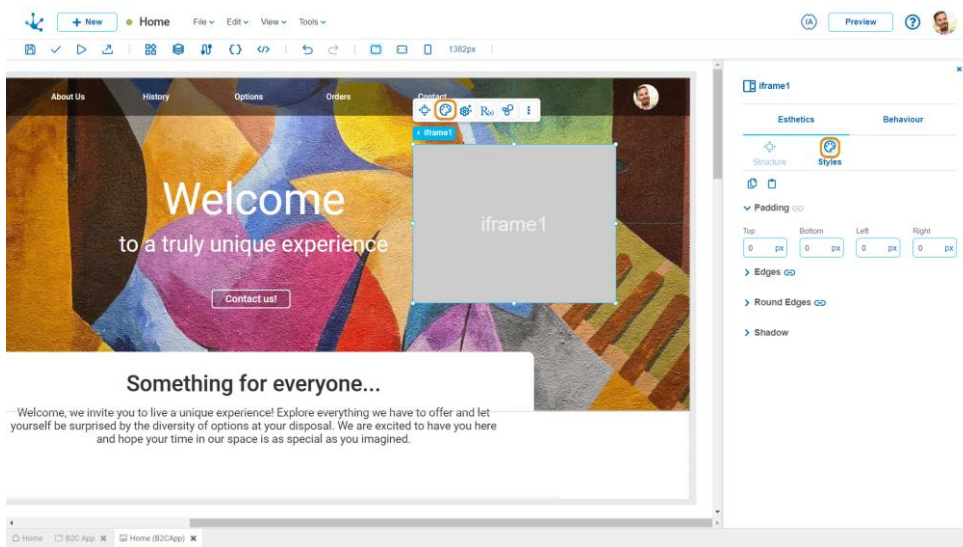 + New
Home
File
Edit
View
Tools
IA
Preview
?
1382px
About Us
History
Options
Orders
Contact
R(x)
< iframe1
Welcome
to a truly unique experience
iframe1
Contact us!
Something for everyone...
Welcome, we invite you to live a unique experience! Explore everything we have to offer and let
yourself be surprised by the diversity of options at your disposal. We are excited to have you here
and hope your time in our space is as special as you imagined.
iframe1
Esthetics
Behaviour
Structure
Styles
Padding
Top
Bottom
Left
Right
0 px
0 px
0 px
0 px
Edges
Round Edges
Shadow
Home
B2C App
Home (B2CApp)